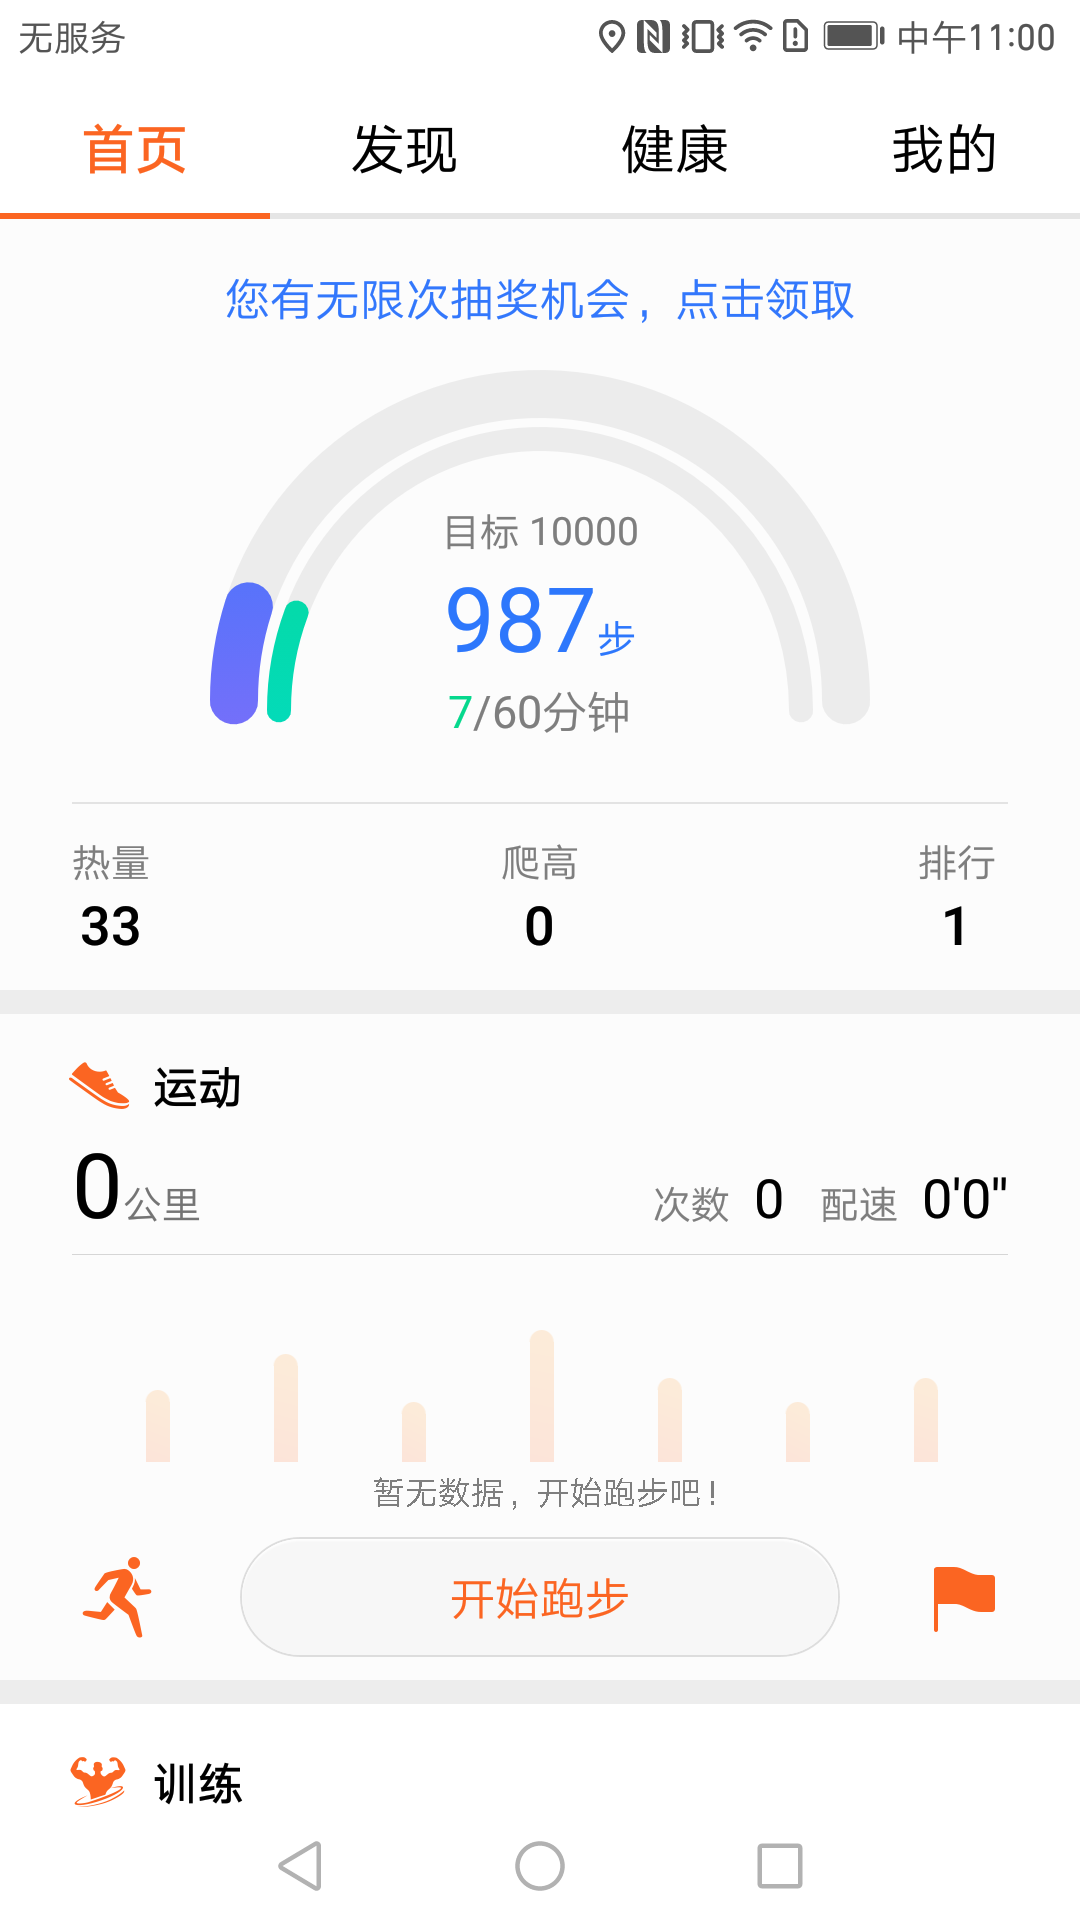 无服务 中午11:00
首页 发现 健康 我的
您有无限次抽奖机会，点击领取
目标 10000
987步
7/60分钟
热量 爬高 排行
33 0 1
运动
0公里 次数 0 配速 0'0"
暂无数据，开始跑步吧！
开始跑步
训练